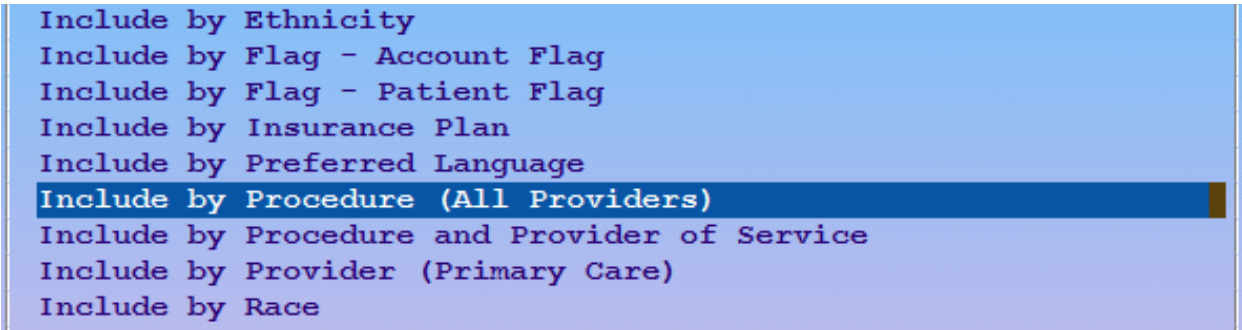 Include by Ethnicity
Include by Flag - Account Flag
Include by Flag - Patient Flag
Include by Insurance Plan
Include by Preferred Language
Include by Procedure (All Providers)
Include by Procedure and Provider of Service
Include by Provider (Primary Care)
Include by Race